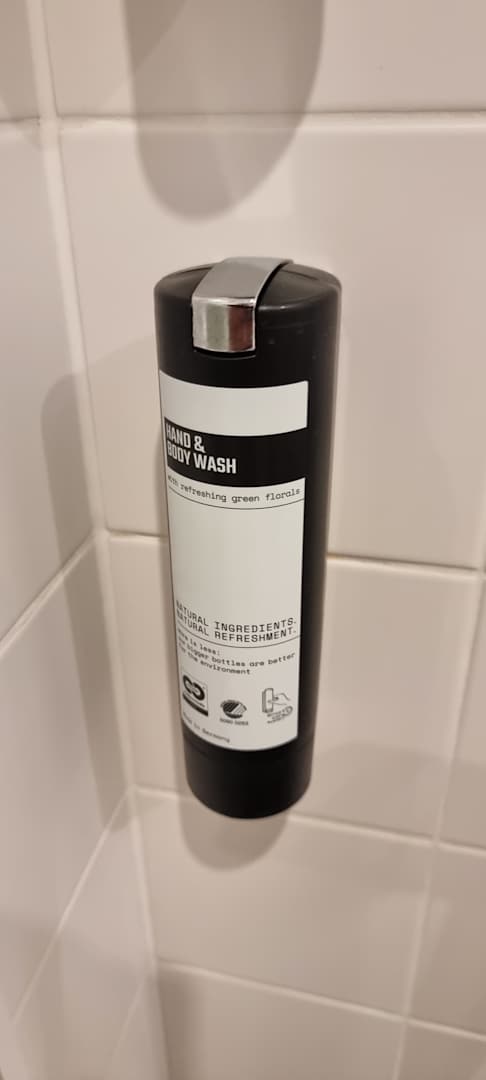 HAND &
BODY WASH
with refreshing green florals
NATURAL INGREDIENTS.
NATURAL REFRESHMENT.
is less:
bigger bottles are better
for the environment
Made in Germany